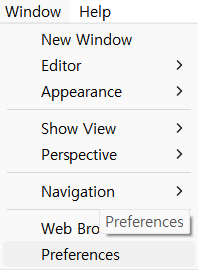 Window Help
New Window
Editor
Appearance
Show View
Perspective
Navigation
Web Bro
Preferences
Preferences